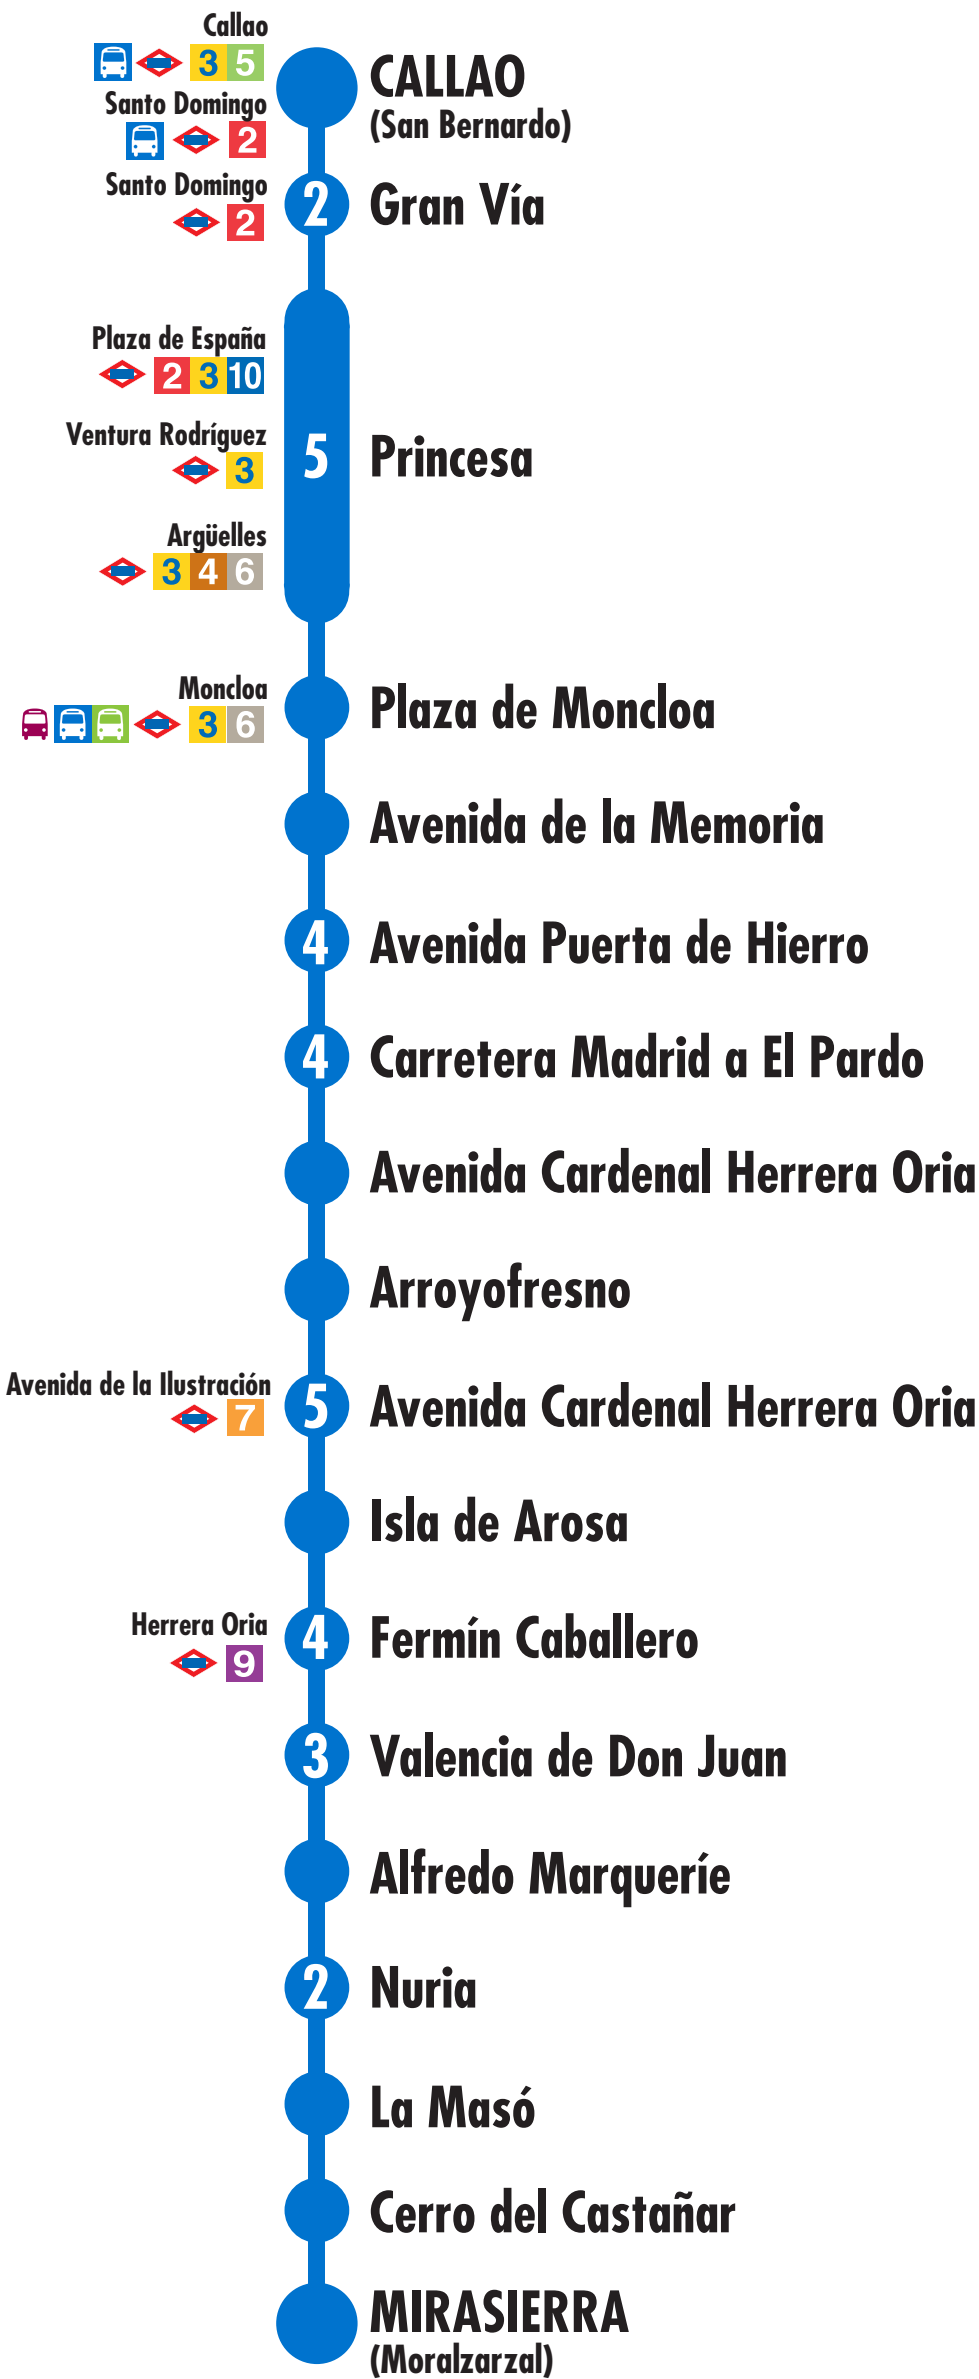 Callao
3 5
CALLAO
(San Bernardo)
Santo Domingo
2
Santo Domingo
2
2 Gran Vía
Plaza de España
2 3 10
Ventura Rodríguez
3
5 Princesa
Argüelles
3 4 6
Moncloa
3 6
Plaza de Moncloa
Avenida de la Memoria
4 Avenida Puerta de Hierro
4 Carretera Madrid a El Pardo
Avenida Cardenal Herrera Oria
Arroyofresno
Avenida de la Ilustración
7
5 Avenida Cardenal Herrera Oria
Isla de Arosa
Herrera Oria
9
4 Fermín Caballero
3 Valencia de Don Juan
Alfredo Marqueríe
2 Nuria
La Masó
Cerro del Castañar
MIRASIERRA
(Moralzarzal)